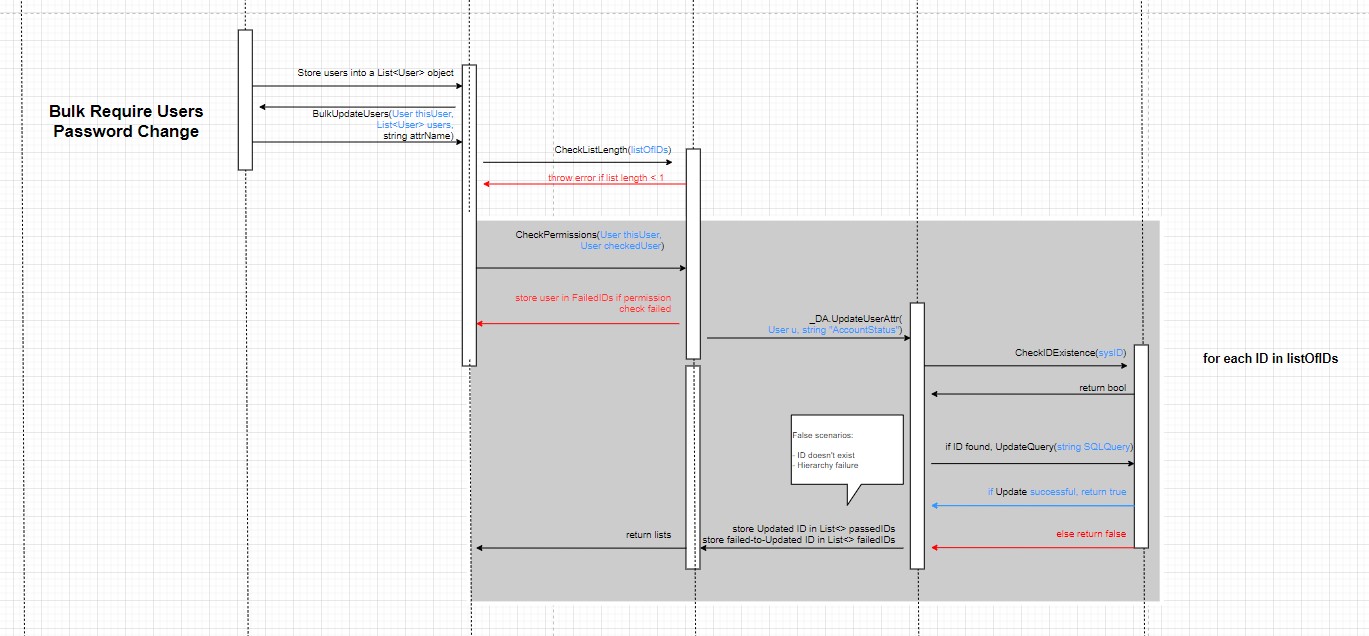 Bulk Require Users
Password Change
Store users into a List<User> object
BulkUpdateUsers(User thisUser,
List<User> users,
string attrName)
CheckListLength(listOfIDs)
throw error if list length < 1
CheckPermissions(User thisUser,
User checkedUser)
store user in FailedIDs if permission
check failed
_DA.UpdateUserAttr(
User u, string "AccountStatus")
CheckIDExistence(sysID)
for each ID in listOfIDs
return bool
False scenarios:
- ID doesn't exist
- Hierarchy failure
if ID found, UpdateQuery(string SQLQuery)
if Update successful, return true
store Updated ID in List<> passedIDs
store failed-to-Updated ID in List<> failedIDs
return lists
else return false